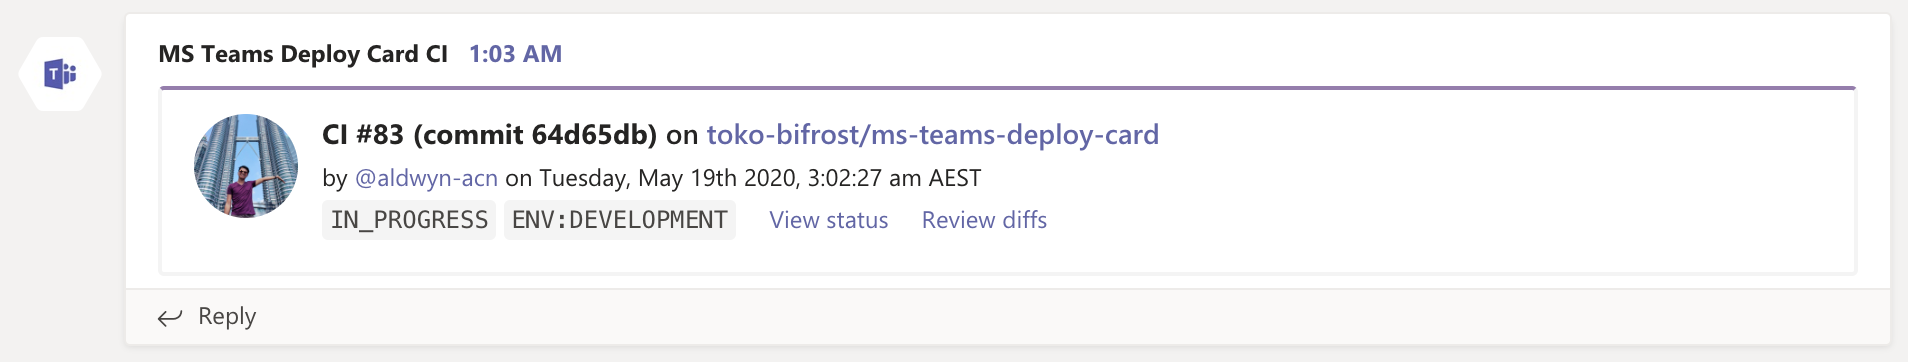 MS Teams Deploy Card CI 1:03 AM
T
CI #83 (commit 64d65db) on toko-bifrost/ms-teams-deploy-card
by @aldwyn-acn on Tuesday, May 19th 2020, 3:02:27 am AEST
IN_PROGRESS ENV:DEVELOPMENT View status Review diffs
Reply